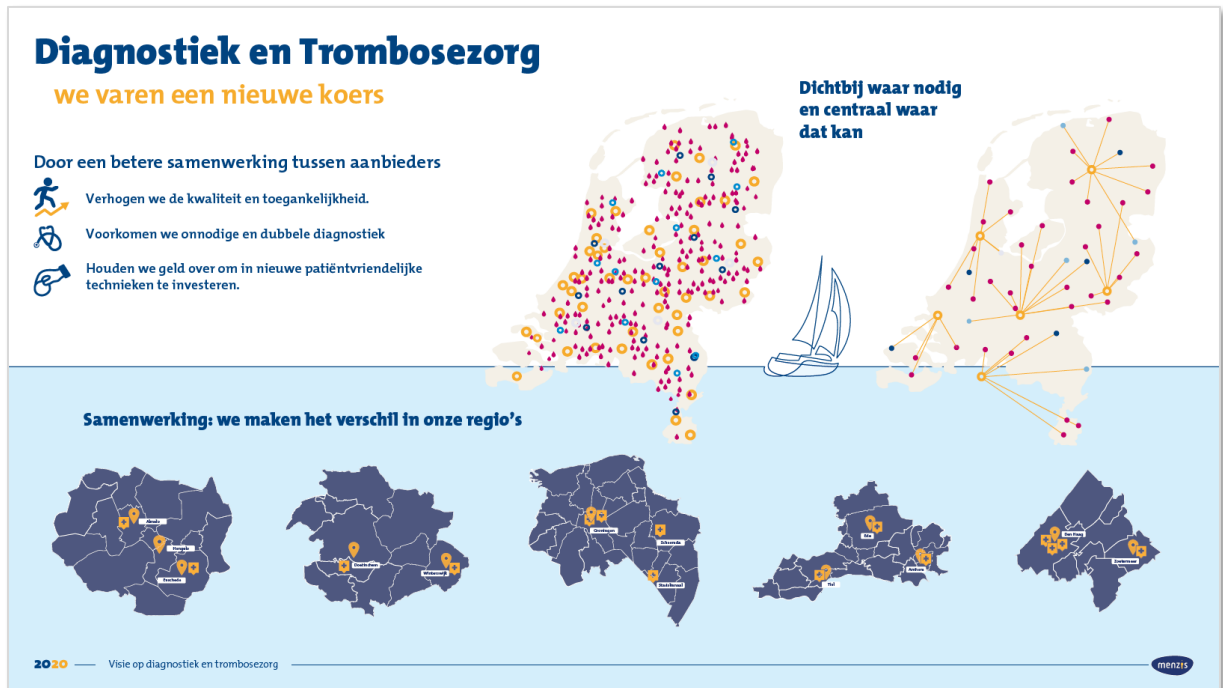 Diagnostiek en Trombosezorg
we varen een nieuwe koers
Dichtbij waar nodig
en centraal waar
dat kan
Door een betere samenwerking tussen aanbieders
Verhogen we de kwaliteit en toegankelijkheid.
Voorkomen we onnodige en dubbele diagnostiek
Houden we geld over om in nieuwe patiëntvriendelijke
technieken te investeren.
Samenwerking: we maken het verschil in onze regio's
Almelo
Hengelo
Enschede
Doetinchem
Winterswijk
Groningen
Scheemda
Stadskanaal
Ede
Arnhem
Tiel
Den Haag
Zoetermeer
2020
Visie op diagnostiek en trombosezorg
menzis